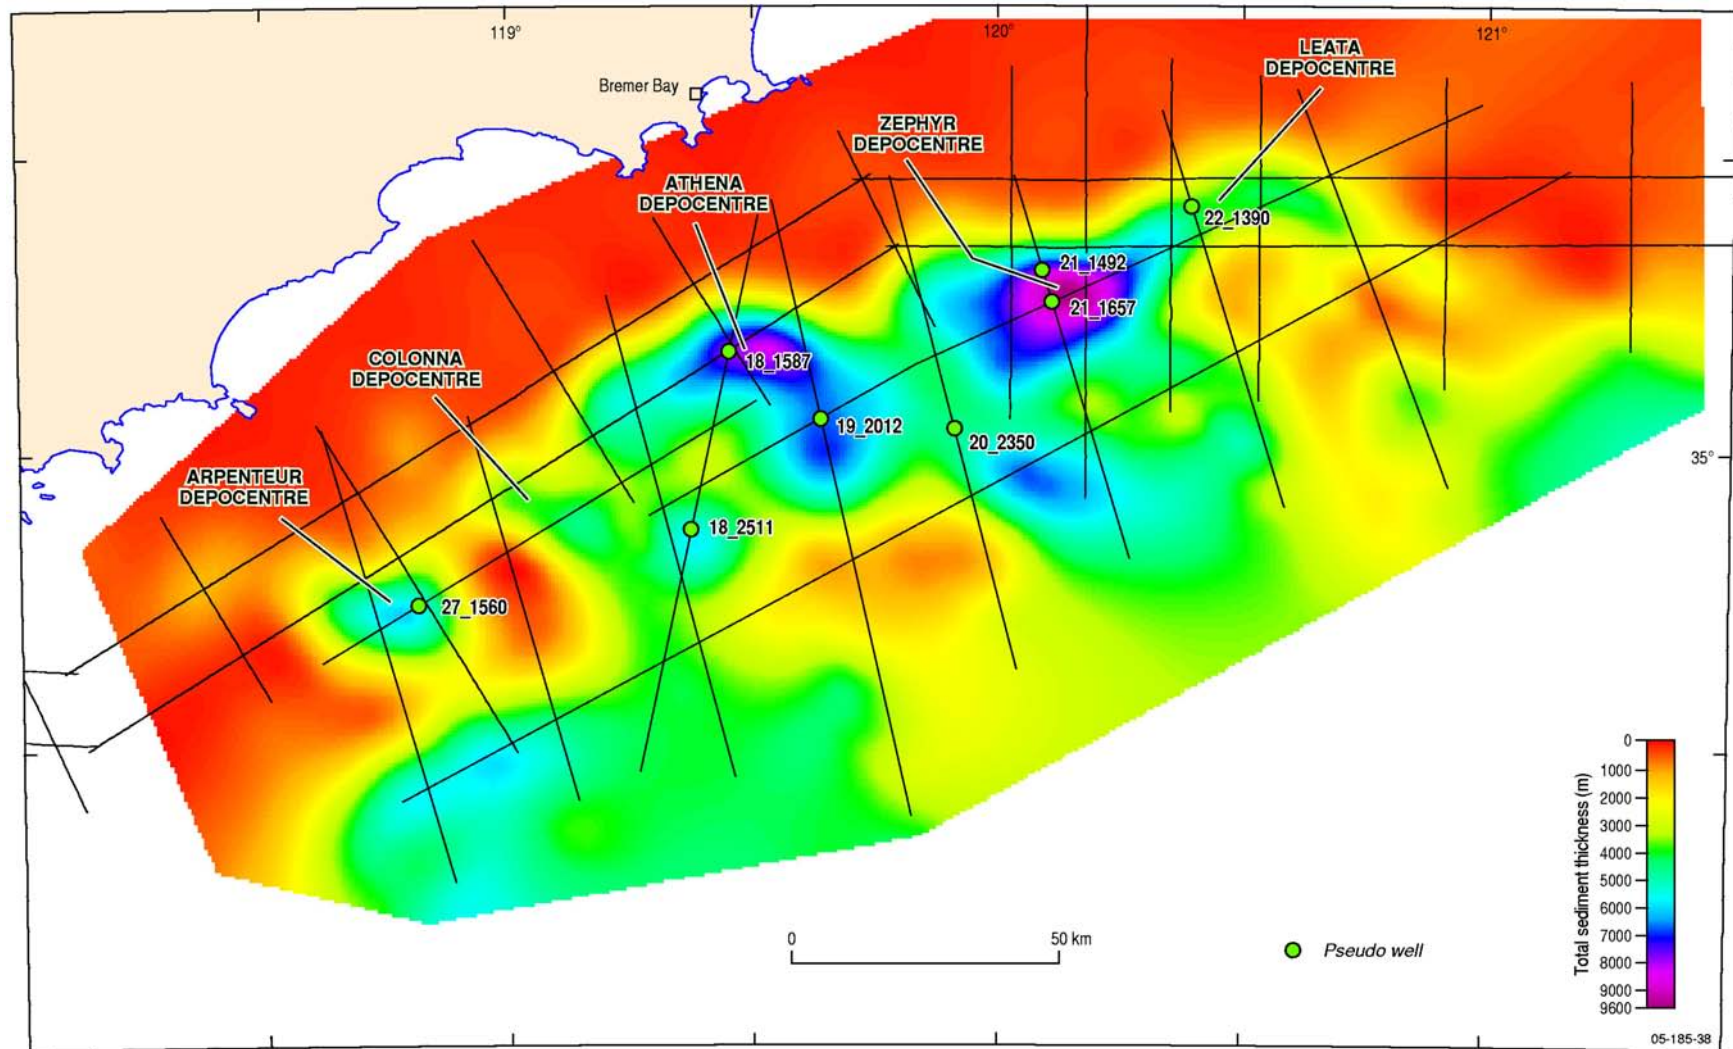 119°
120°
121°
LEATA
DEPOCENTRE
Bremer Bay
ZEPHYR
DEPOCENTRE
ATHENA
DEPOCENTRE
22_1390
21_1492
21_1657
18_1587
COLONNA
DEPOCENTRE
19_2012
20_2350
35°
ARPENTEUR
DEPOCENTRE
18_2511
27_1560
0
1000
2000
3000
4000
5000
6000
7000
8000
9000
9600
Total sediment thickness (m)
0
50 km
Pseudo well
05-185-38